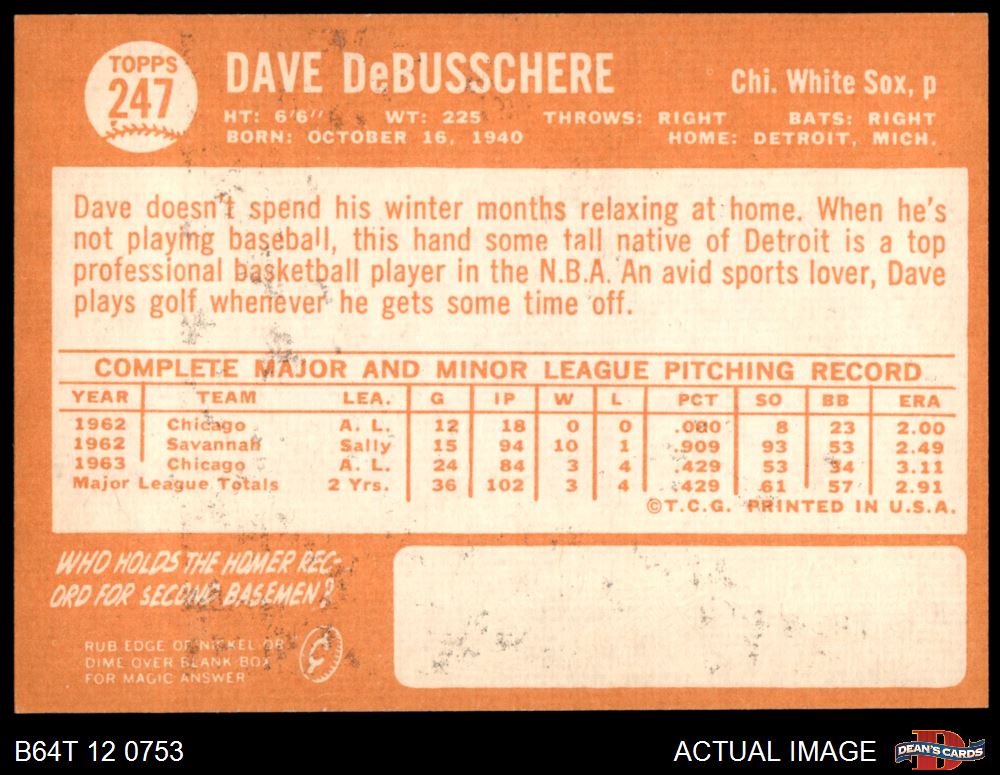 TOPPS
247
DAVE DeBUSSCHERE
Chi. White Sox, p
HT: 6'6" WT: 225 THROWS: RIGHT BATS: RIGHT
BORN: OCTOBER 16, 1940 HOME: DETROIT, MICH.
Dave doesn't spend his winter months relaxing at home. When he's
not playing baseball, this hand some tall native of Detroit is a top
professional basketball player in the N.B.A. An avid sports lover, Dave
plays golf whenever he gets some time off.
COMPLETE MAJOR AND MINOR LEAGUE PITCHING RECORD
YEAR TEAM LEA. G IP W L PCT SO BB ERA
1962 Chicago A. L. 12 18 0 0 .000 8 23 2.00
1962 Savannah Sally 15 94 10 1 .909 93 53 2.49
1963 Chicago A. L. 24 84 3 4 .429 53 34 3.11
Major League Totals 2 Yrs. 36 102 3 4 .429 61 57 2.91
©T.C.G. PRINTED IN U.S.A.
WHO HOLDS THE HOMER REC-
ORD FOR SECOND BASEMEN?
RUB EDGE OF NICKEL OR
DIME OVER BLANK BOX
FOR MAGIC ANSWER
B64T 12 0753
ACTUAL IMAGE
DEAN'S CARDS